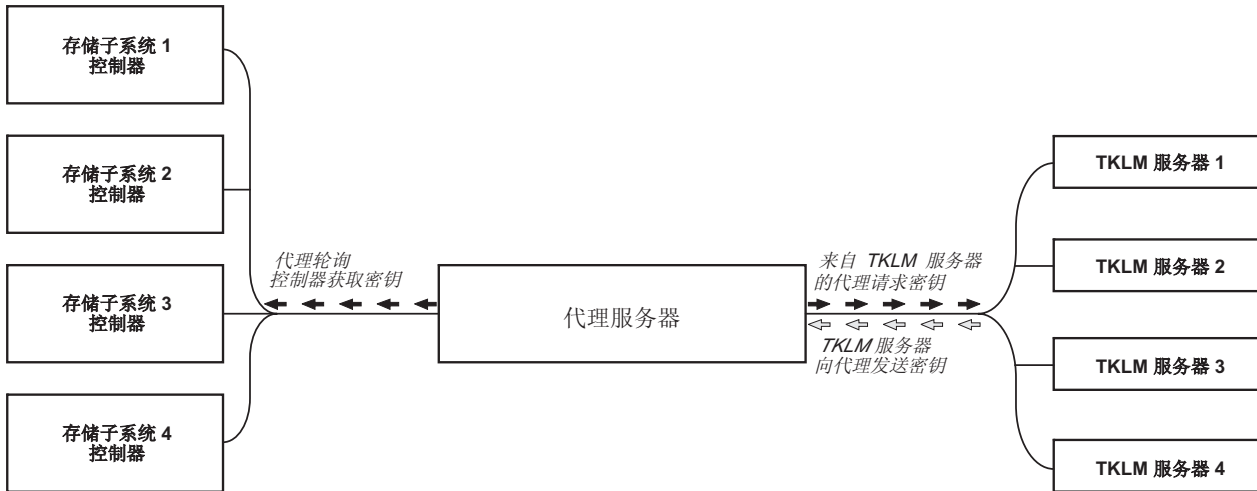 存储子系统 1
控制器
存储子系统 2
控制器
存储子系统 3
控制器
存储子系统 4
控制器
代理轮询
控制器获取密钥
代理服务器
来自 TKLM 服务器
的代理请求密钥
TKLM 服务器
向代理发送密钥
TKLM 服务器 1
TKLM 服务器 2
TKLM 服务器 3
TKLM 服务器 4